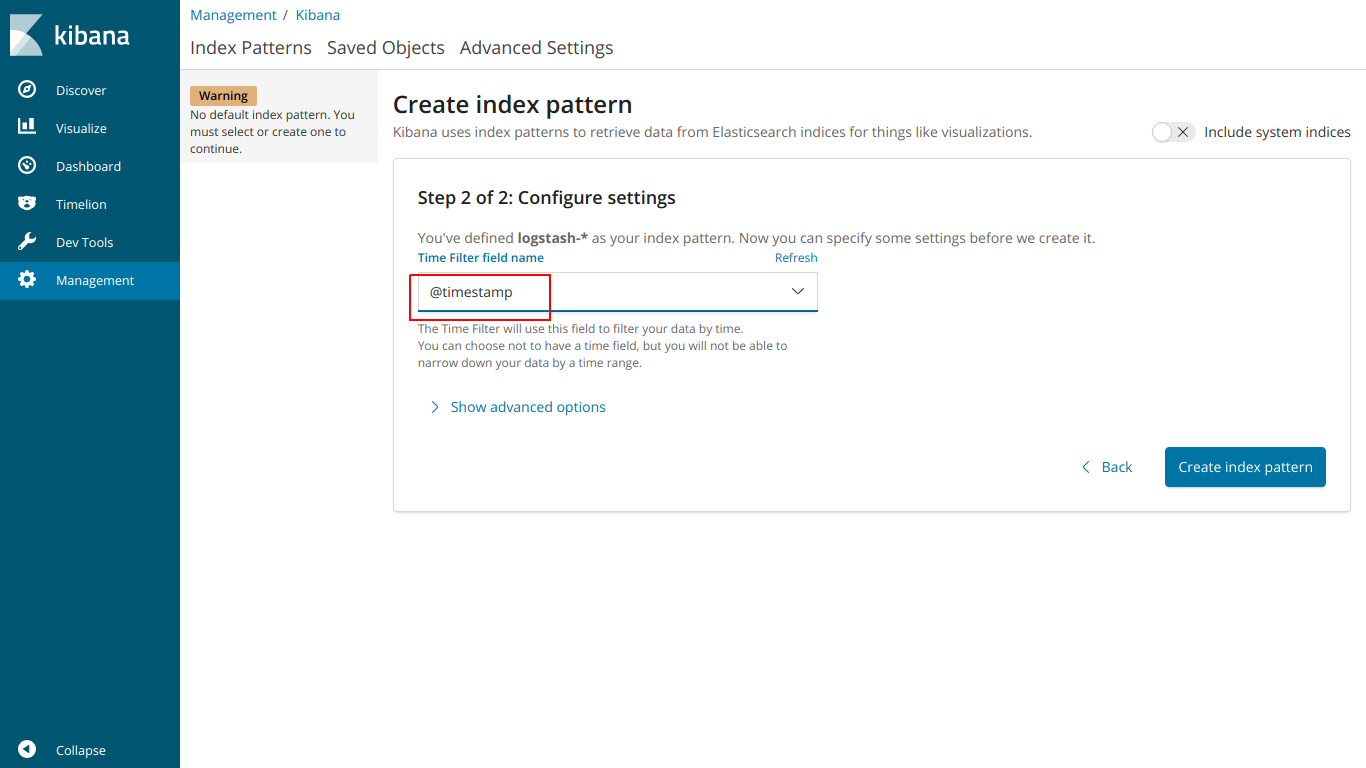 kibana
Discover
Visualize
Dashboard
Timelion
Dev Tools
Management
Collapse
Management / Kibana
Index Patterns Saved Objects Advanced Settings
Warning
No default index pattern. You
must select or create one to
continue.
Create index pattern
Kibana uses index patterns to retrieve data from Elasticsearch indices for things like visualizations.
Include system indices
Step 2 of 2: Configure settings
You've defined logstash-* as your index pattern. Now you can specify some settings before we create it.
Time Filter field name Refresh
@timestamp
The Time Filter will use this field to filter your data by time.
You can choose not to have a time field, but you will not be able to
narrow down your data by a time range.
Show advanced options
Back
Create index pattern